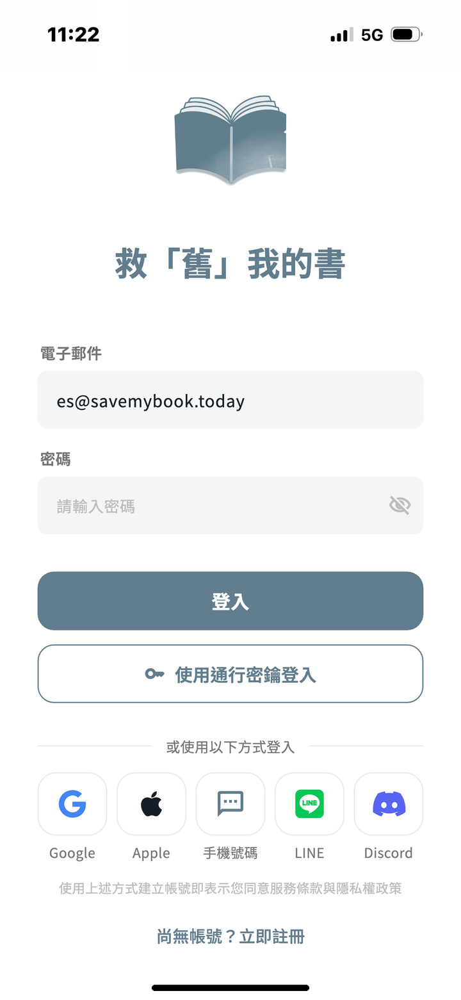 11:22
5G
救「舊」我的書
電子郵件
es@savemybook.today
密碼
請輸入密碼
登入
使用通行密鑰登入
或使用以下方式登入
LINE
Google Apple 手機號碼 LINE Discord
使用上述方式建立帳號即表示您同意服務條款與隱私權政策
尚無帳號？立即註冊